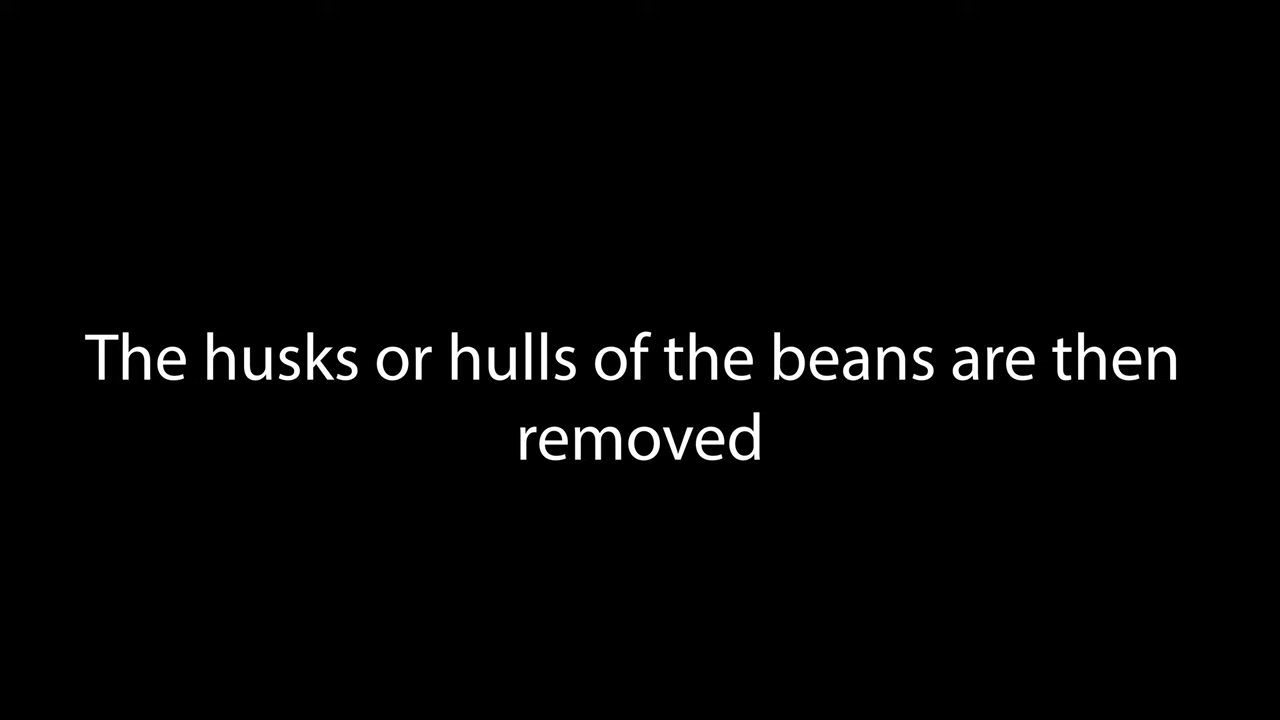 The husks or hulls of the beans are then
removed